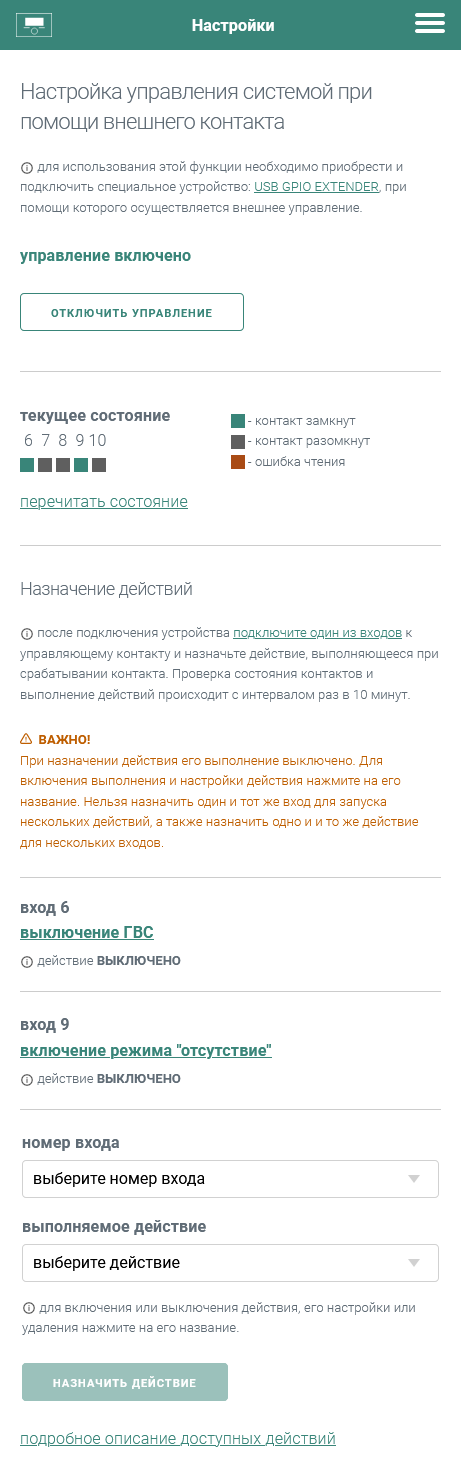 Настройки
Настройка управления системой при
помощи внешнего контакта
для использования этой функции необходимо приобрести и
подключить специальное устройство: USB GPIO EXTENDER, при
помощи которого осуществляется внешнее управление.
управление включено
ОТКЛЮЧИТЬ УПРАВЛЕНИЕ
текущее состояние
6 7 8 9 10
- контакт замкнут
- контакт разомкнут
- ошибка чтения
перечитать состояние
Назначение действий
после подключения устройства подключите один из входов к
управляющему контакту и назначьте действие, выполняющееся при
срабатывании контакта. Проверка состояния контактов и
выполнение действий происходит с интервалом раз в 10 минут.
ВАЖНО!
При назначении действия его выполнение выключено. Для
включения выполнения и настройки действия нажмите на его
название. Нельзя назначить один и тот же вход для запуска
нескольких действий, а также назначить одно и и то же действие
для нескольких входов.
вход 6
выключение ГВС
действие ВЫКЛЮЧЕНО
вход 9
включение режима "отсутствие"
действие ВЫКЛЮЧЕНО
номер входа
выберите номер входа
выполняемое действие
выберите действие
для включения или выключения действия, его настройки или
удаления нажмите на его название.
НАЗНАЧИТЬ ДЕЙСТВИЕ
подробное описание доступных действий